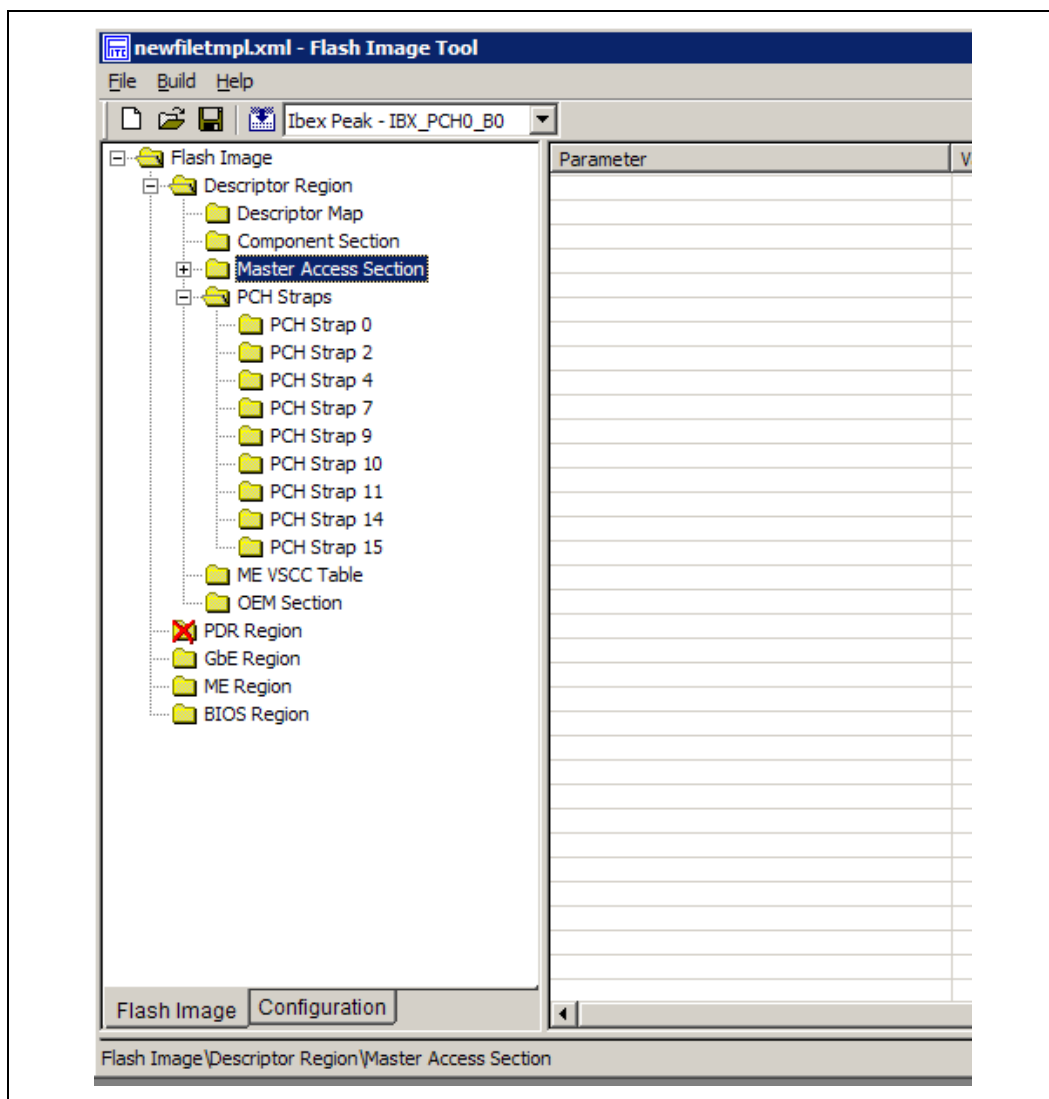 newfiletmpl.xml - Flash Image Tool
File Build Help
Ibex Peak - IBX_PCH0_B0
Flash Image
Descriptor Region
Descriptor Map
Component Section
Master Access Section
PCH Straps
PCH Strap 0
PCH Strap 2
PCH Strap 4
PCH Strap 7
PCH Strap 9
PCH Strap 10
PCH Strap 11
PCH Strap 14
PCH Strap 15
ME VSCC Table
OEM Section
PDR Region
GbE Region
ME Region
BIOS Region
Parameter V
Flash Image Configuration
Flash Image\Descriptor Region\Master Access Section